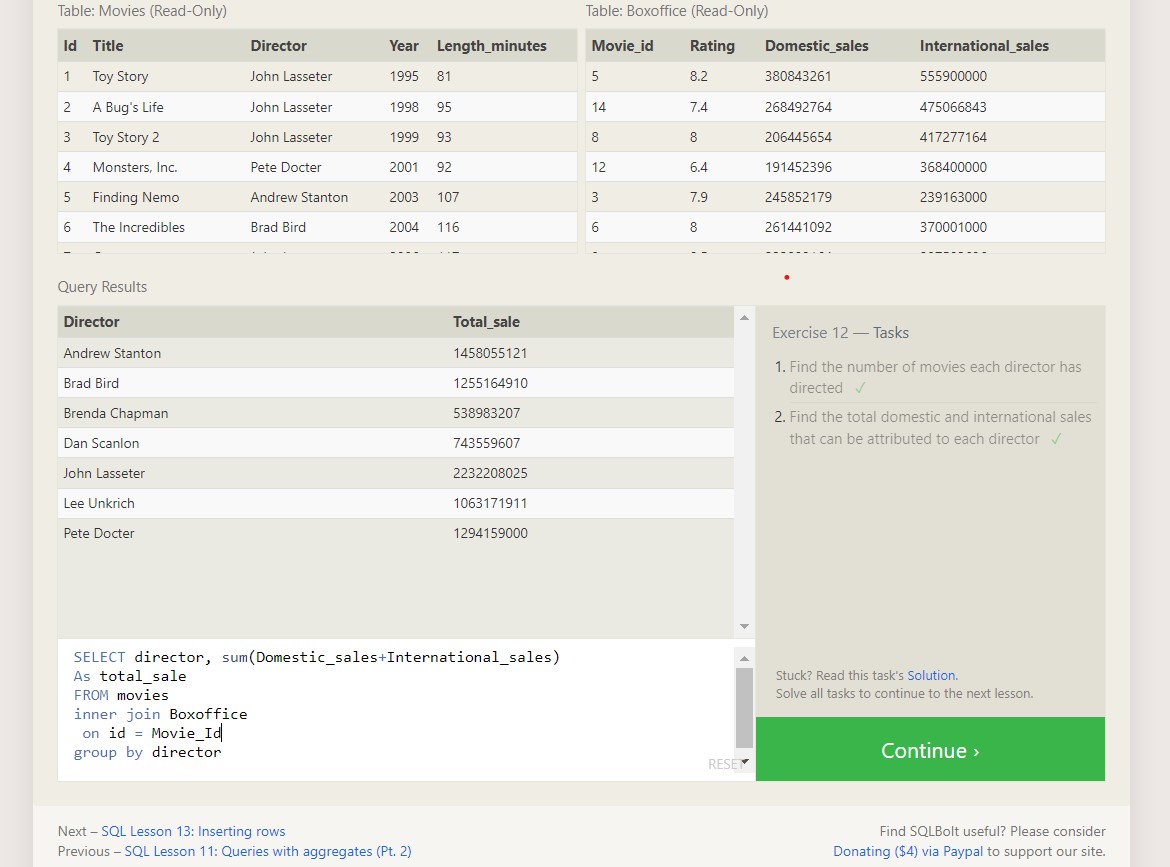 Table: Movies (Read-Only) Table: Boxoffice (Read-Only)
Id Title Director Year Length_minutes Movie_id Rating Domestic_sales International_sales
1 Toy Story John Lasseter 1995 81 5 8.2 380843261 555900000
2 A Bug's Life John Lasseter 1998 95 14 7.4 268492764 475066843
3 Toy Story 2 John Lasseter 1999 93 8 8 206445654 417277164
4 Monsters, Inc. Pete Docter 2001 92 12 6.4 191452396 368400000
5 Finding Nemo Andrew Stanton 2003 107 3 7.9 245852179 239163000
6 The Incredibles Brad Bird 2004 116 6 8 261441092 370001000
Query Results
Director Total_sale
Andrew Stanton 1458055121
Brad Bird 1255164910
Brenda Chapman 538983207
Dan Scanlon 743559607
John Lasseter 2232208025
Lee Unkrich 1063171911
Pete Docter 1294159000
Exercise 12 — Tasks
1. Find the number of movies each director has
directed ✓
2. Find the total domestic and international sales
that can be attributed to each director ✓
SELECT director, sum(Domestic_sales+International_sales)
As total_sale
FROM movies
inner join Boxoffice
on id = Movie_Id
group by director
RESET
Stuck? Read this task's Solution.
Solve all tasks to continue to the next lesson.
Continue ›
Next – SQL Lesson 13: Inserting rows
Previous – SQL Lesson 11: Queries with aggregates (Pt. 2)
Find SQLBolt useful? Please consider
Donating ($4) via Paypal to support our site.